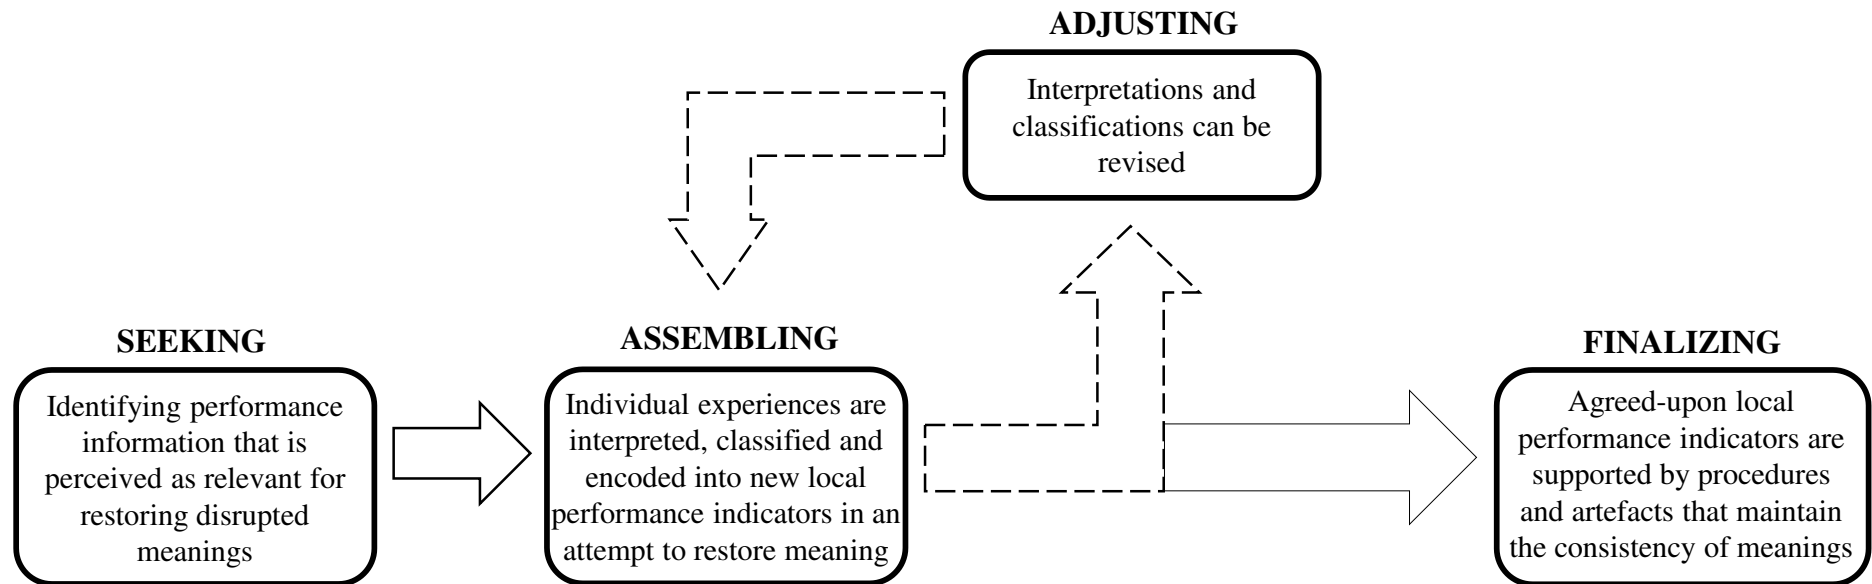 ADJUSTING
Interpretations and
classifications can be
revised
SEEKING
Identifying performance
information that is
perceived as relevant for
restoring disrupted
meanings
ASSEMBLING
Individual experiences are
interpreted, classified and
encoded into new local
performance indicators in an
attempt to restore meaning
FINALIZING
Agreed-upon local
performance indicators are
supported by procedures
and artefacts that maintain
the consistency of meanings